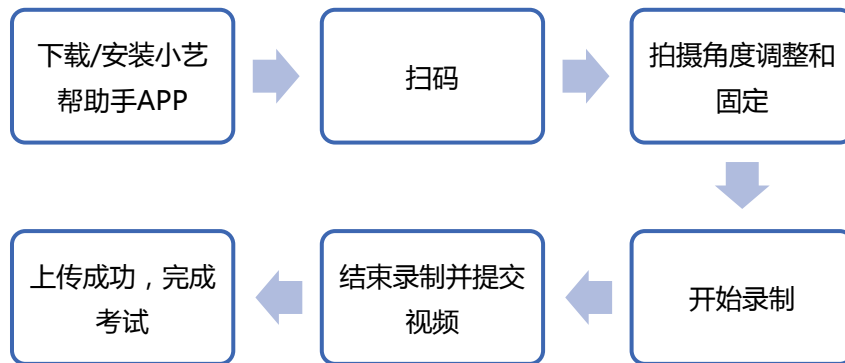 下载/安装小艺
帮助手APP
扫码
拍摄角度调整和
固定
开始录制
结束录制并提交
视频
上传成功，完成
考试